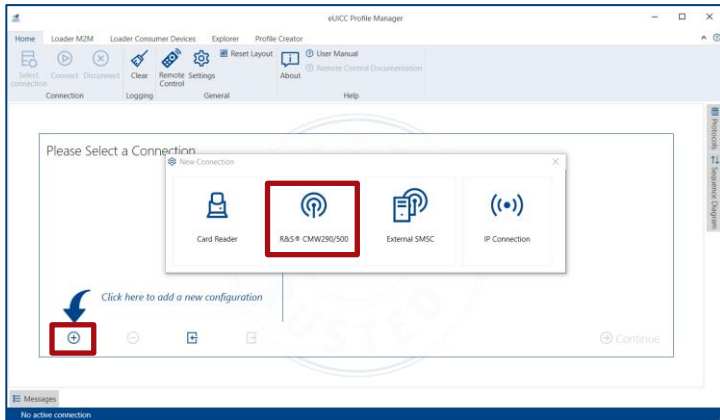 eUICC Profile Manager
Home Loader M2M Loader Consumer Devices Explorer Profile Creator
Select connection Connect Disconnect Clear Remote Control Settings Reset Layout About User Manual
Remote Control Documentation
Connection Logging General Help
Protocols
Sequence Diagram
Please Select a Connection
New Connection
Card Reader R&S® CMW290/500 External SMSC IP Connection
Click here to add a new configuration
Continue
TRUSTED
Messages
No active connection